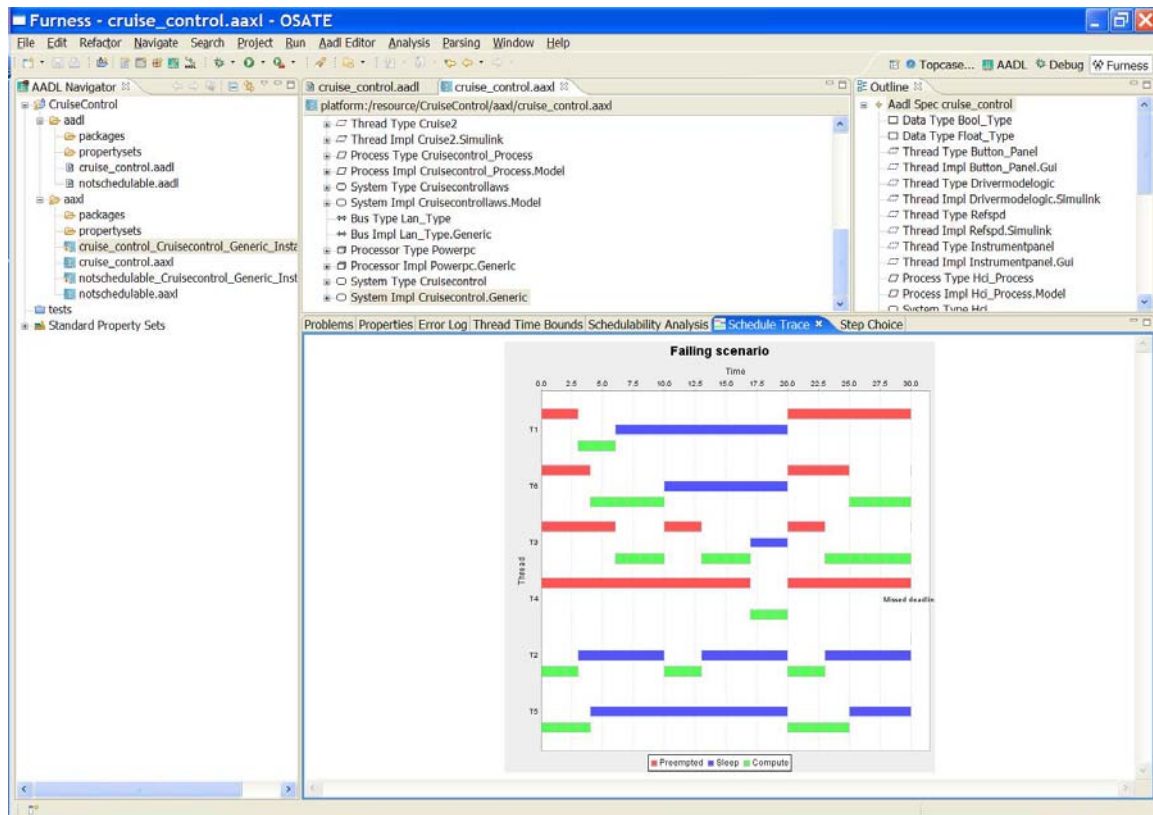 Furness - cruise_control.aaxl - OSATE
File Edit Refactor Navigate Search Project Run Aadl Editor Analysis Parsing Window Help
Topcase... AADL Debug Furness
AADL Navigator
CruiseControl
aadl
packages
propertysets
cruise_control.aadl
notschedulable.aadl
aaxl
packages
propertysets
cruise_control_Cruisecontrol_Generic_Insta
cruise_control.aaxl
notschedulable_Cruisecontrol_Generic_Inst
notschedulable.aaxl
tests
Standard Property Sets
cruise_control.aadl cruise_control.aaxl
platform:/resource/CruiseControl/aaxl/cruise_control.aaxl
Thread Type Cruise2
Thread Impl Cruise2.Simulink
Process Type Cruisecontrol_Process
Process Impl Cruisecontrol_Process.Model
System Type Cruisecontrollaws
System Impl Cruisecontrollaws.Model
Bus Type Lan_Type
Bus Impl Lan_Type.Generic
Processor Type Powerpc
Processor Impl Powerpc.Generic
System Type Cruisecontrol
System Impl Cruisecontrol.Generic
Outline
Aadl Spec cruise_control
Data Type Bool_Type
Data Type Float_Type
Thread Type Button_Panel
Thread Impl Button_Panel.Gui
Thread Type Drivermodelogic
Thread Impl Drivermodelogic.Simulink
Thread Type Refspd
Thread Impl Refspd.Simulink
Thread Type Instrumentpanel
Thread Impl Instrumentpanel.Gui
Process Type Hci_Process
Process Impl Hci_Process.Model
System Type Hci
Problems Properties Error Log Thread Time Bounds Schedulability Analysis Schedule Trace Step Choice
Failing scenario
Time
0.0 2.5 5.0 7.5 10.0 12.5 15.0 17.5 20.0 22.5 25.0 27.5 30.0
T1
T6
T3
Thread
T4
Missed deadlin
T2
T5
Preempted Sleep Compute